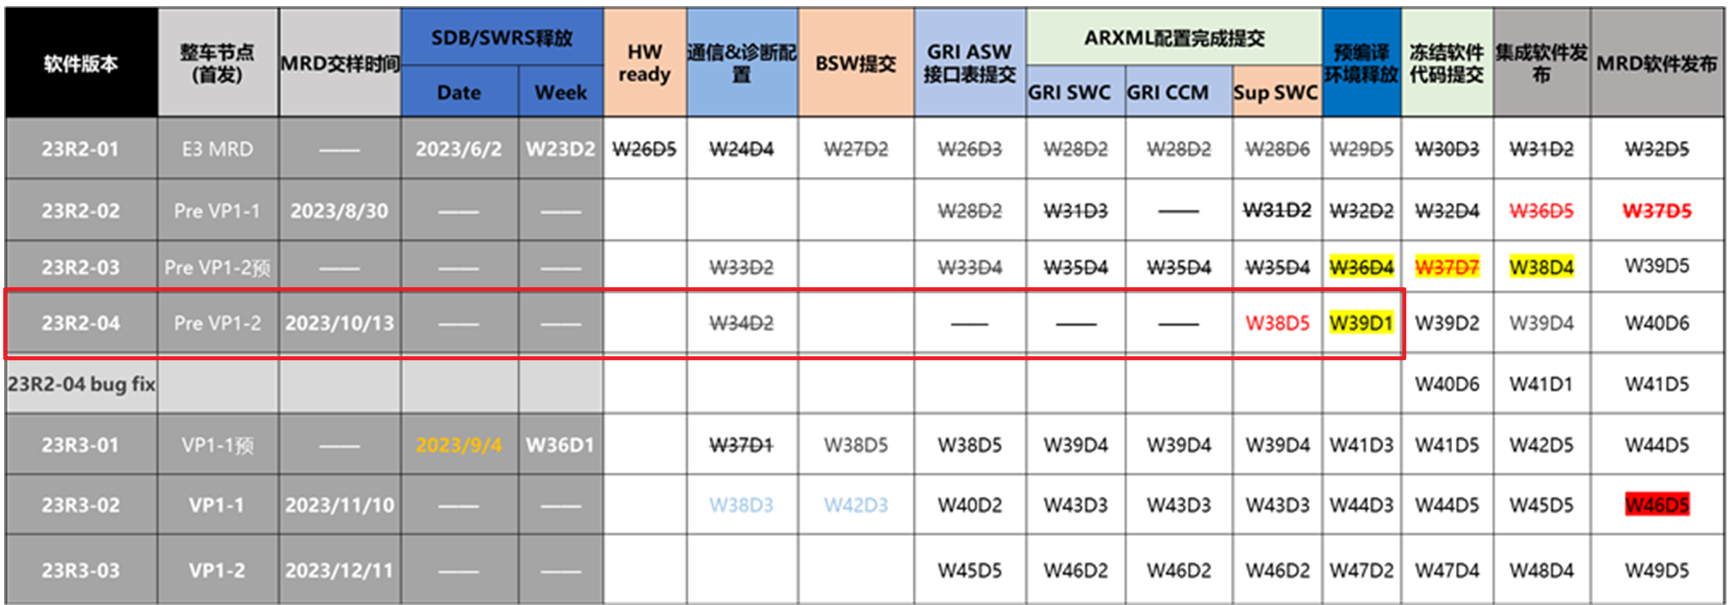 软件版本 整车节点 (首发) MRD交样时间 SDB/SWRS释放 HW ready 通信&诊断配置 BSW提交 GRI ASW 接口表提交 ARXML配置完成提交 预编译环境释放 冻结软件代码提交 集成软件发布 MRD软件发布
Date Week GRI SWC GRI CCM Sup SWC
23R2-01 E3 MRD —— 2023/6/2 W23D2 W26D5 W24D4 W27D2 W26D3 W28D2 W28D2 W28D6 W29D5 W30D3 W31D2 W32D5
23R2-02 Pre VP1-1 2023/8/30 —— —— W28D2 W31D3 —— W31D2 W32D2 W32D4 W36D5 W37D5
23R2-03 Pre VP1-2预 —— —— —— W33D2 W33D4 W35D4 W35D4 W35D4 W36D4 W37D7 W38D4 W39D5
23R2-04 Pre VP1-2 2023/10/13 —— —— W34D2 —— —— —— W38D5 W39D1 W39D2 W39D4 W40D6
23R2-04 bug fix W40D6 W41D1 W41D5
23R3-01 VP1-1预 —— 2023/9/4 W36D1 W37D1 W38D5 W38D5 W39D4 W39D4 W39D4 W41D3 W41D5 W42D5 W44D5
23R3-02 VP1-1 2023/11/10 —— —— W38D3 W42D3 W40D2 W43D3 W43D3 W43D3 W44D3 W44D5 W45D5 W46D5
23R3-03 VP1-2 2023/12/11 —— —— W45D5 W46D2 W46D2 W46D2 W47D2 W47D4 W48D4 W49D5